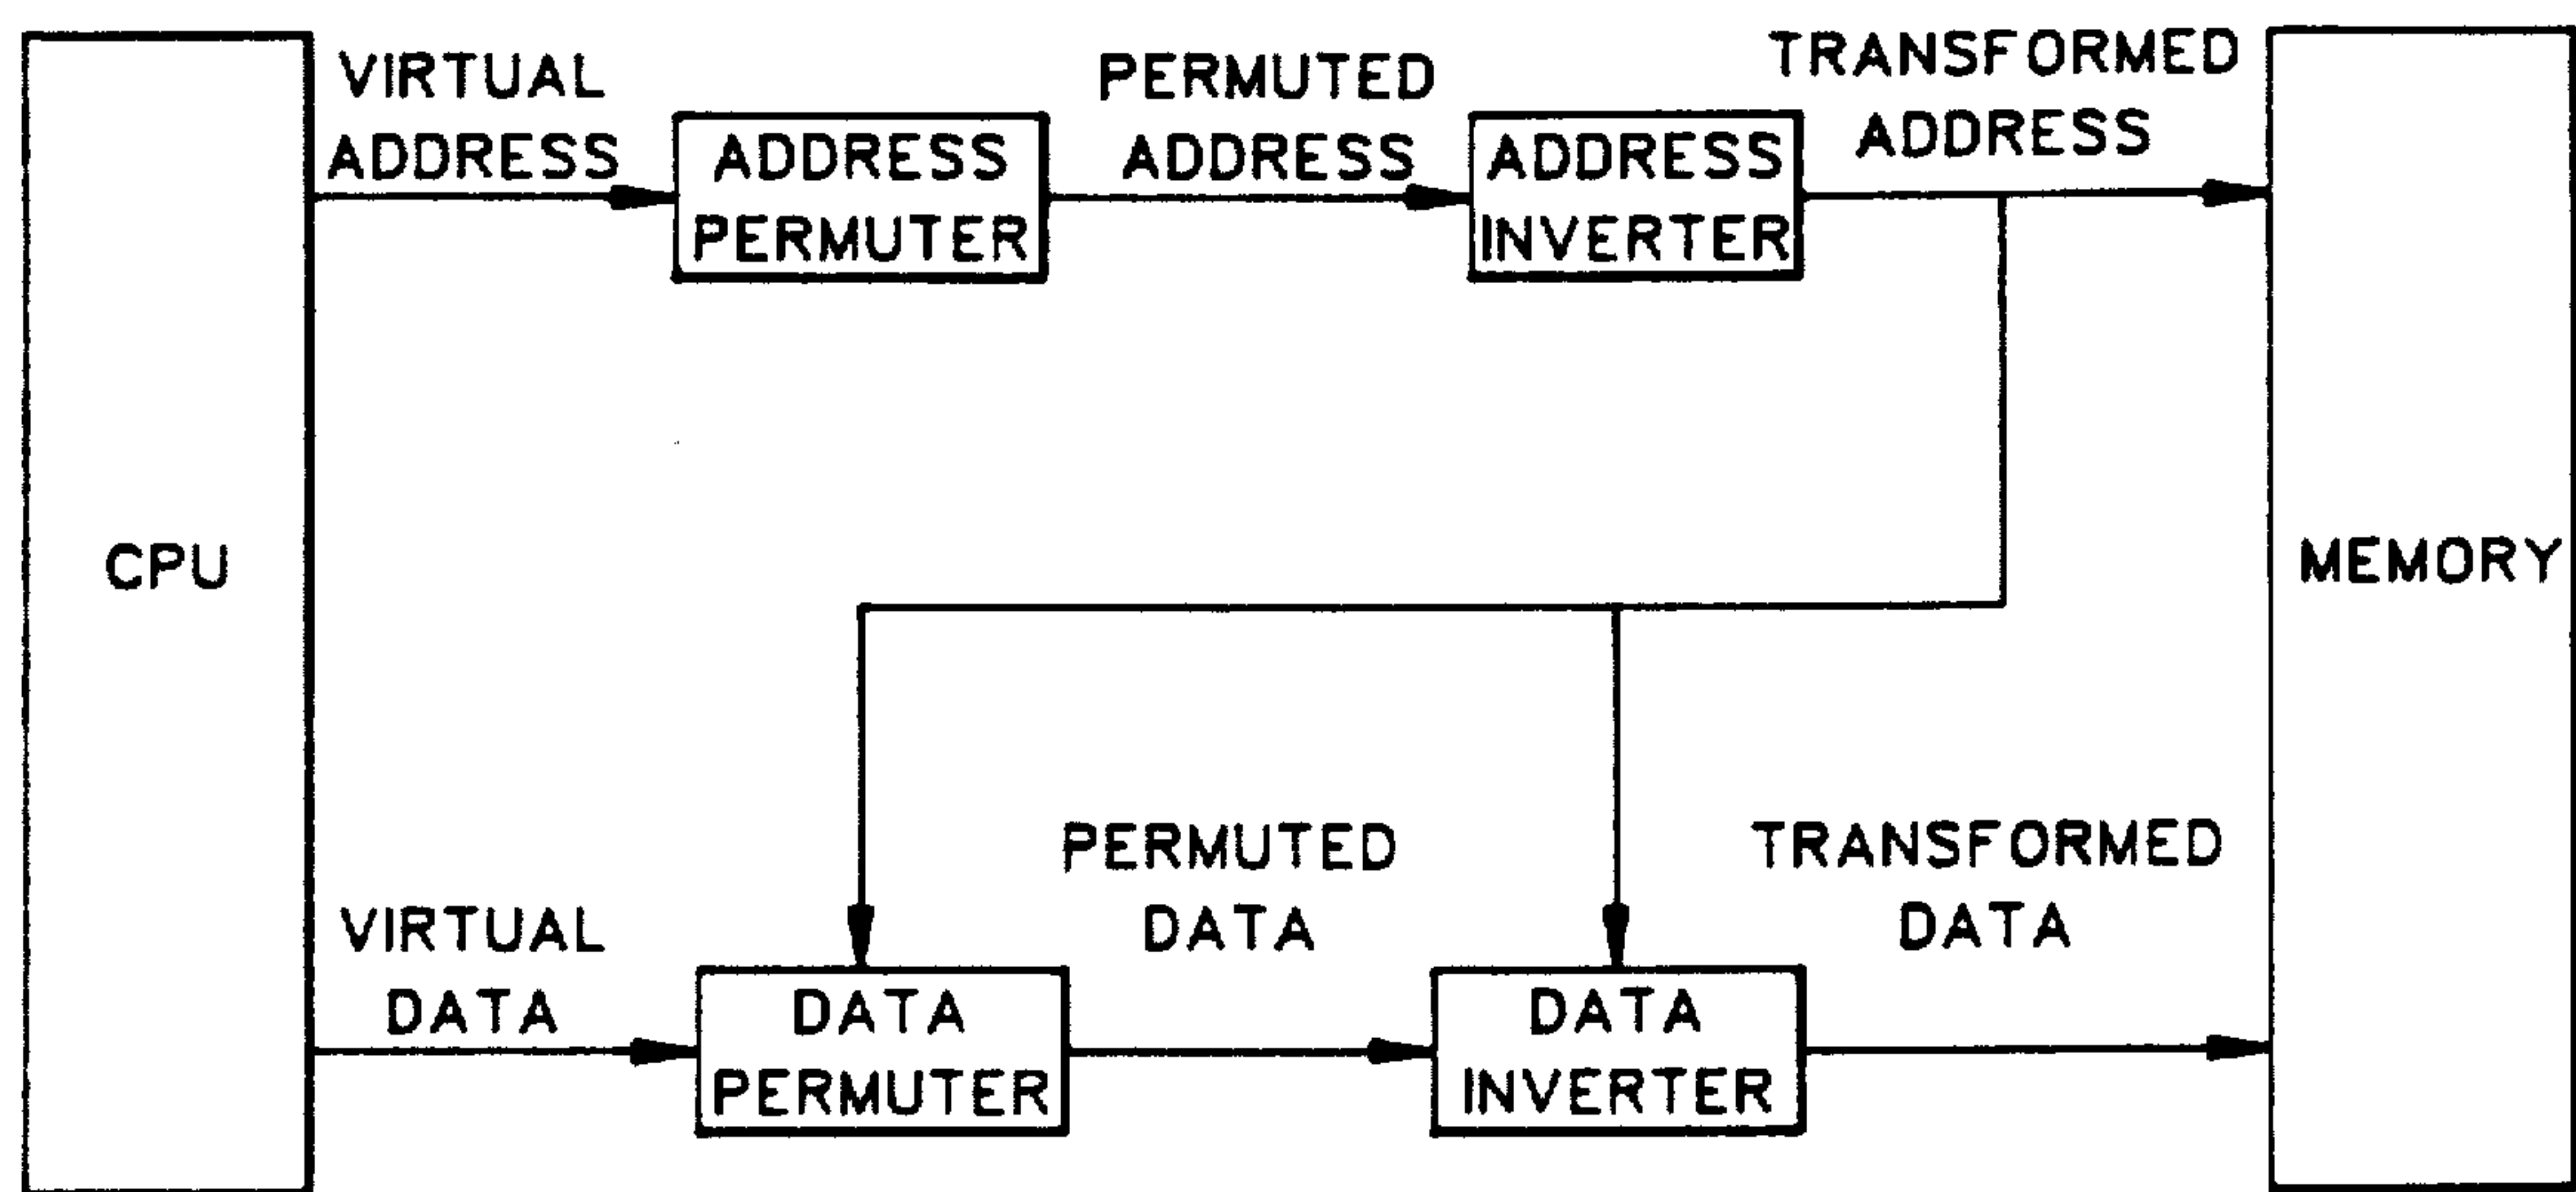 VIRTUAL
ADDRESS
ADDRESS
PERMUTER
PERMUTED
ADDRESS
ADDRESS
INVERTER
TRANSFORMED
ADDRESS
CPU
MEMORY
VIRTUAL
DATA
DATA
PERMUTER
PERMUTED
DATA
DATA
INVERTER
TRANSFORMED
DATA